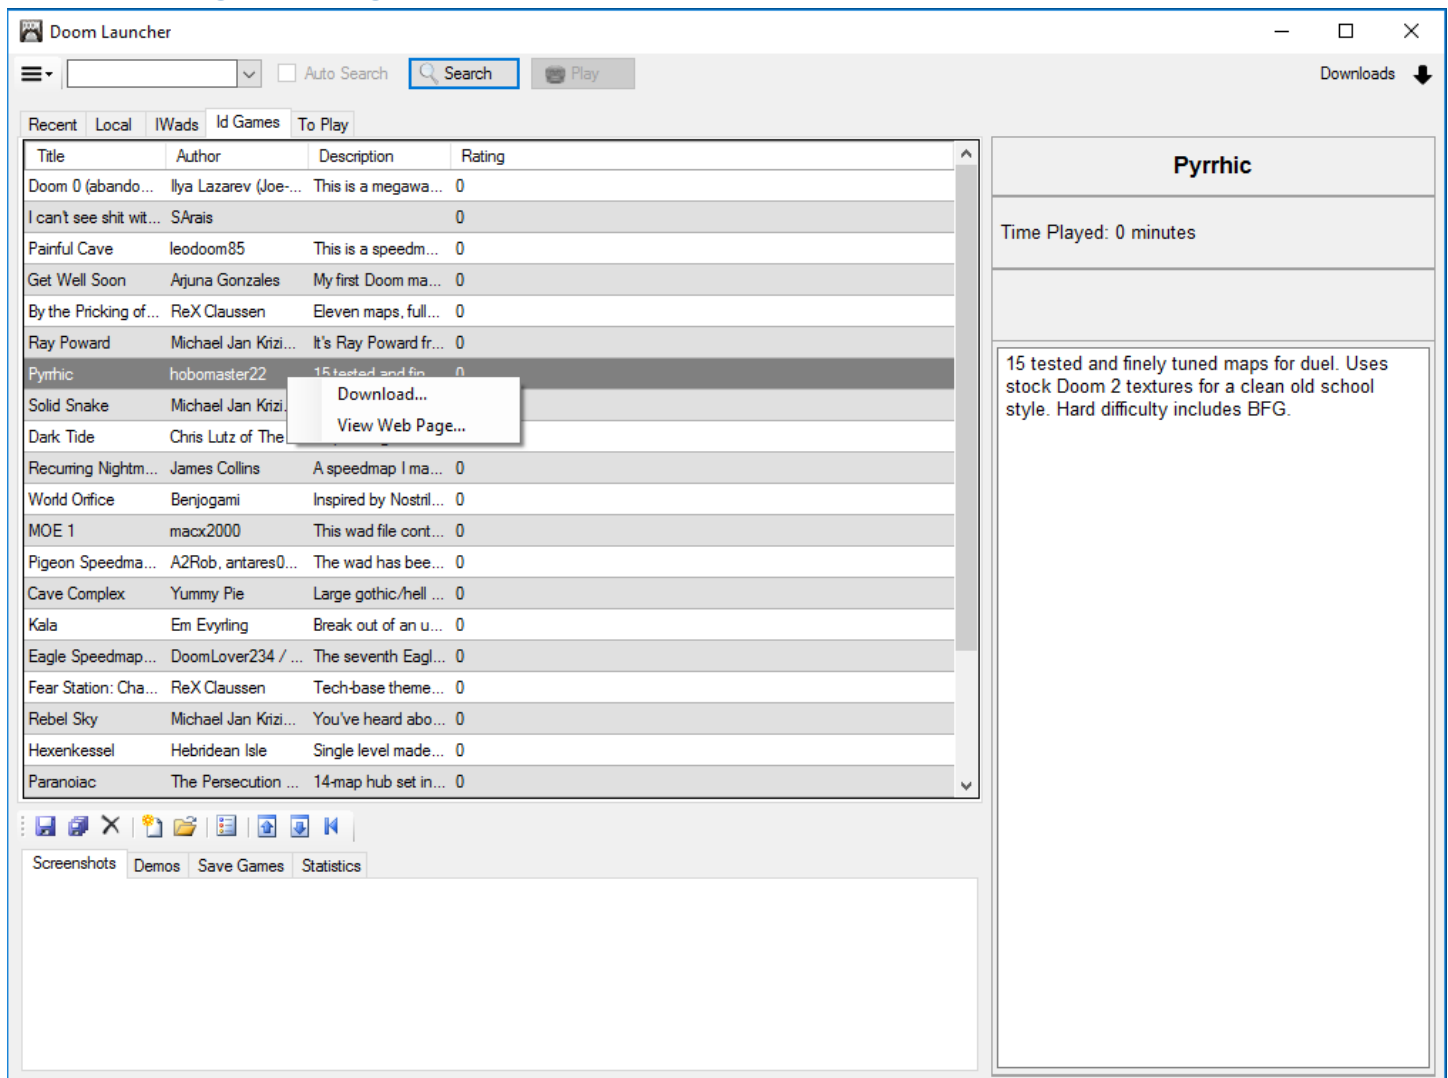 Doom Launcher
Auto Search Search Play Downloads
Recent Local IWads Id Games To Play
Title Author Description Rating
Doom 0 (abando... Ilya Lazarev (Joe-... This is a megawa... 0
I can't see shit wit... SArais 0
Painful Cave leodoom85 This is a speedm... 0
Get Well Soon Arjuna Gonzales My first Doom ma... 0
By the Pricking of... ReX Claussen Eleven maps, full... 0
Ray Poward Michael Jan Krizi... It's Ray Poward fr... 0
Pyrrhic hobomaster22 15 tested and fin... 0
Solid Snake Michael Jan Krizi...
Dark Tide Chris Lutz of The
Recurring Nightm... James Collins A speedmap I ma... 0
World Orifice Benjogami Inspired by Nostril... 0
MOE 1 macx2000 This wad file cont... 0
Pigeon Speedma... A2Rob, antares0... The wad has bee... 0
Cave Complex Yummy Pie Large gothic/hell ... 0
Kala Em Evyrling Break out of an u... 0
Eagle Speedmap... DoomLover234 / ... The seventh Eagl... 0
Fear Station: Cha... ReX Claussen Tech-base theme... 0
Rebel Sky Michael Jan Krizi... You've heard abo... 0
Hexenkessel Hebridean Isle Single level made... 0
Paranoiac The Persecution ... 14-map hub set in... 0
Download...
View Web Page...
Screenshots Demos Save Games Statistics
Pyrrhic
Time Played: 0 minutes
15 tested and finely tuned maps for duel. Uses
stock Doom 2 textures for a clean old school
style. Hard difficulty includes BFG.